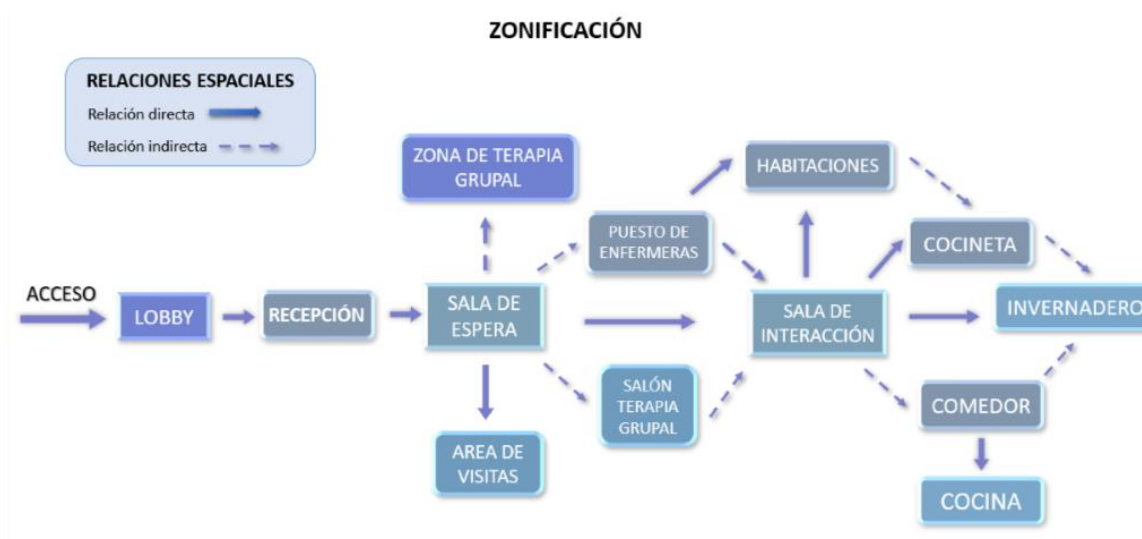 ZONIFICACIÓN
RELACIONES ESPACIALES
Relación directa
Relación indirecta
ZONA DE TERAPIA
GRUPAL
HABITACIONES
PUESTO DE
ENFERMERAS
COCINETA
ACCESO
LOBBY
RECEPCIÓN
SALA DE
ESPERA
SALA DE
INTERACCIÓN
INVERNADERO
SALÓN
TERAPIA
GRUPAL
COMEDOR
AREA DE
VISITAS
COCINA